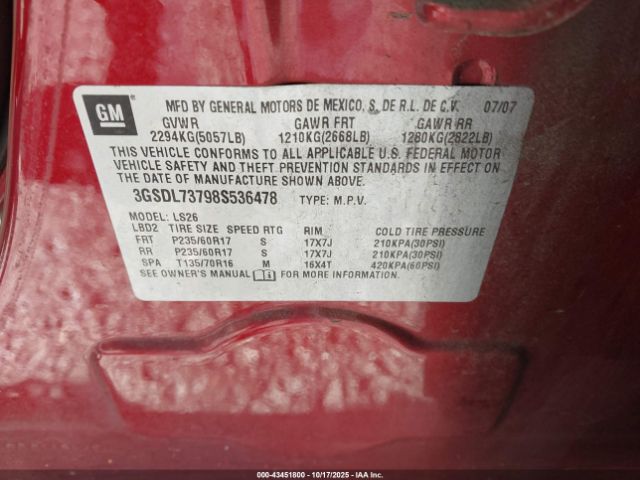 GM
MFD BY GENERAL MOTORS DE MEXICO, S. DE R.L. DE C.V. 07/07
GVWR GAWR FRT GAWR RR
2294KG(5057LB) 1210KG(2668LB) 1280KG(2822LB)
THIS VEHICLE CONFORMS TO ALL APPLICABLE U.S. FEDERAL MOTOR
VEHICLE SAFETY AND THEFT PREVENTION STANDARDS IN EFFECT ON
THE DATE OF MANUFACTURE SHOWN ABOVE.
3GSDL73798S536478 TYPE: M.P.V.
MODEL: LS26
LBD2 TIRE SIZE SPEED RTG RIM COLD TIRE PRESSURE
FRT P235/60R17 S 17X7J 210KPA(30PSI)
RR P235/60R17 S 17X7J 210KPA(30PSI)
SPA T135/70R16 M 16X4T 420KPA(60PSI)
SEE OWNER'S MANUAL FOR MORE INFORMATION.
000-43451800 - 10/17/2025 - IAAI.com